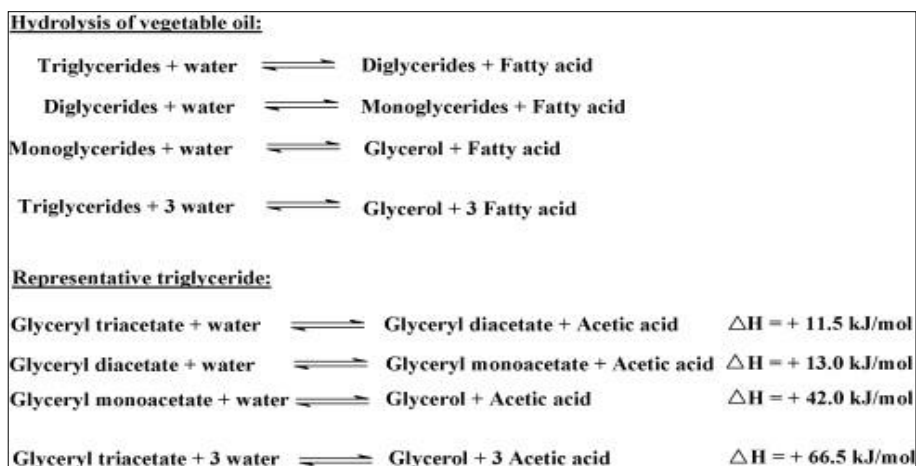 Hydrolysis of vegetable oil:
Triglycerides + water ⇌ Diglycerides + Fatty acid
Diglycerides + water ⇌ Monoglycerides + Fatty acid
Monoglycerides + water ⇌ Glycerol + Fatty acid
Triglycerides + 3 water ⇌ Glycerol + 3 Fatty acid
Representative triglyceride:
Glyceryl triacetate + water ⇌ Glyceryl diacetate + Acetic acid △H = + 11.5 kJ/mol
Glyceryl diacetate + water ⇌ Glyceryl monoacetate + Acetic acid △H = + 13.0 kJ/mol
Glyceryl monoacetate + water ⇌ Glycerol + Acetic acid △H = + 42.0 kJ/mol
Glyceryl triacetate + 3 water ⇌ Glycerol + 3 Acetic acid △H = + 66.5 kJ/mol